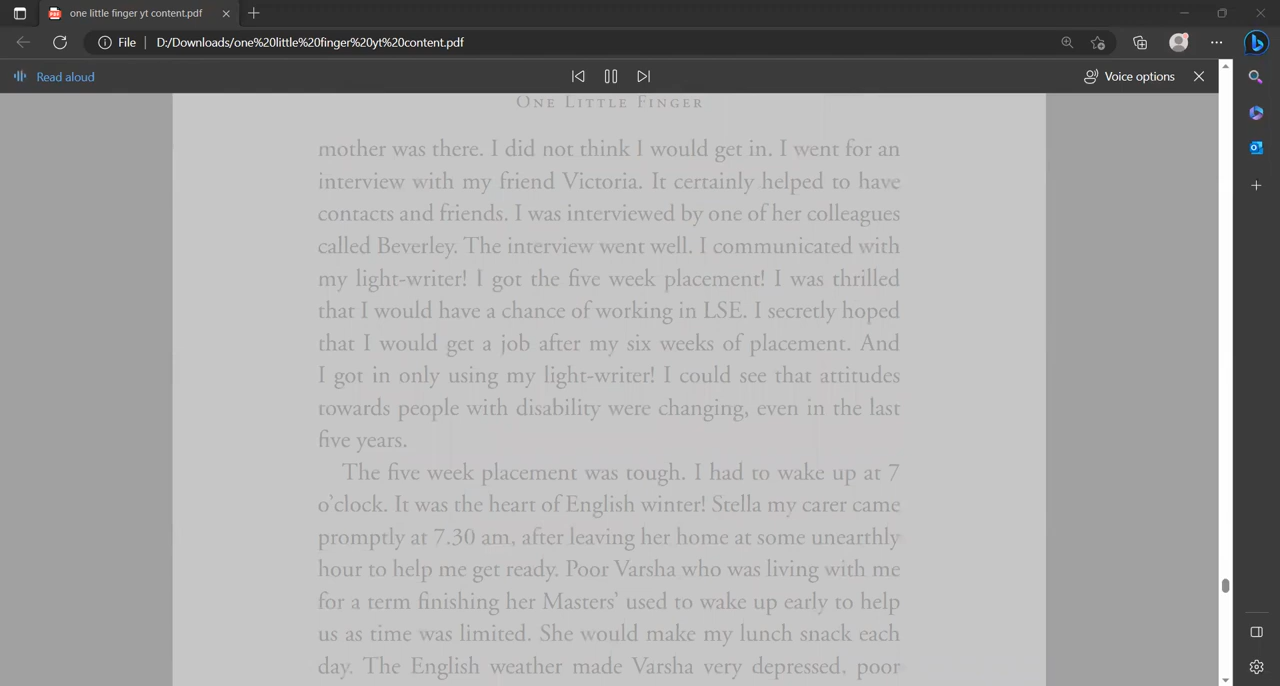 one little finger yt content.pdf
File D:/Downloads/one%20little%20finger%20yt%20content.pdf
Read aloud
Voice options
One Little Finger
mother was there. I did not think I would get in. I went for an
interview with my friend Victoria. It certainly helped to have
contacts and friends. I was interviewed by one of her colleagues
called Beverley. The interview went well. I communicated with
my light-writer! I got the five week placement! I was thrilled
that I would have a chance of working in LSE. I secretly hoped
that I would get a job after my six weeks of placement. And
I got in only using my light-writer! I could see that attitudes
towards people with disability were changing, even in the last
five years.
The five week placement was tough. I had to wake up at 7
o'clock. It was the heart of English winter! Stella my carer came
promptly at 7.30 am, after leaving her home at some unearthly
hour to help me get ready. Poor Varsha who was living with me
for a term finishing her Masters' used to wake up early to help
us as time was limited. She would make my lunch snack each
day. The English weather made Varsha very depressed, poor